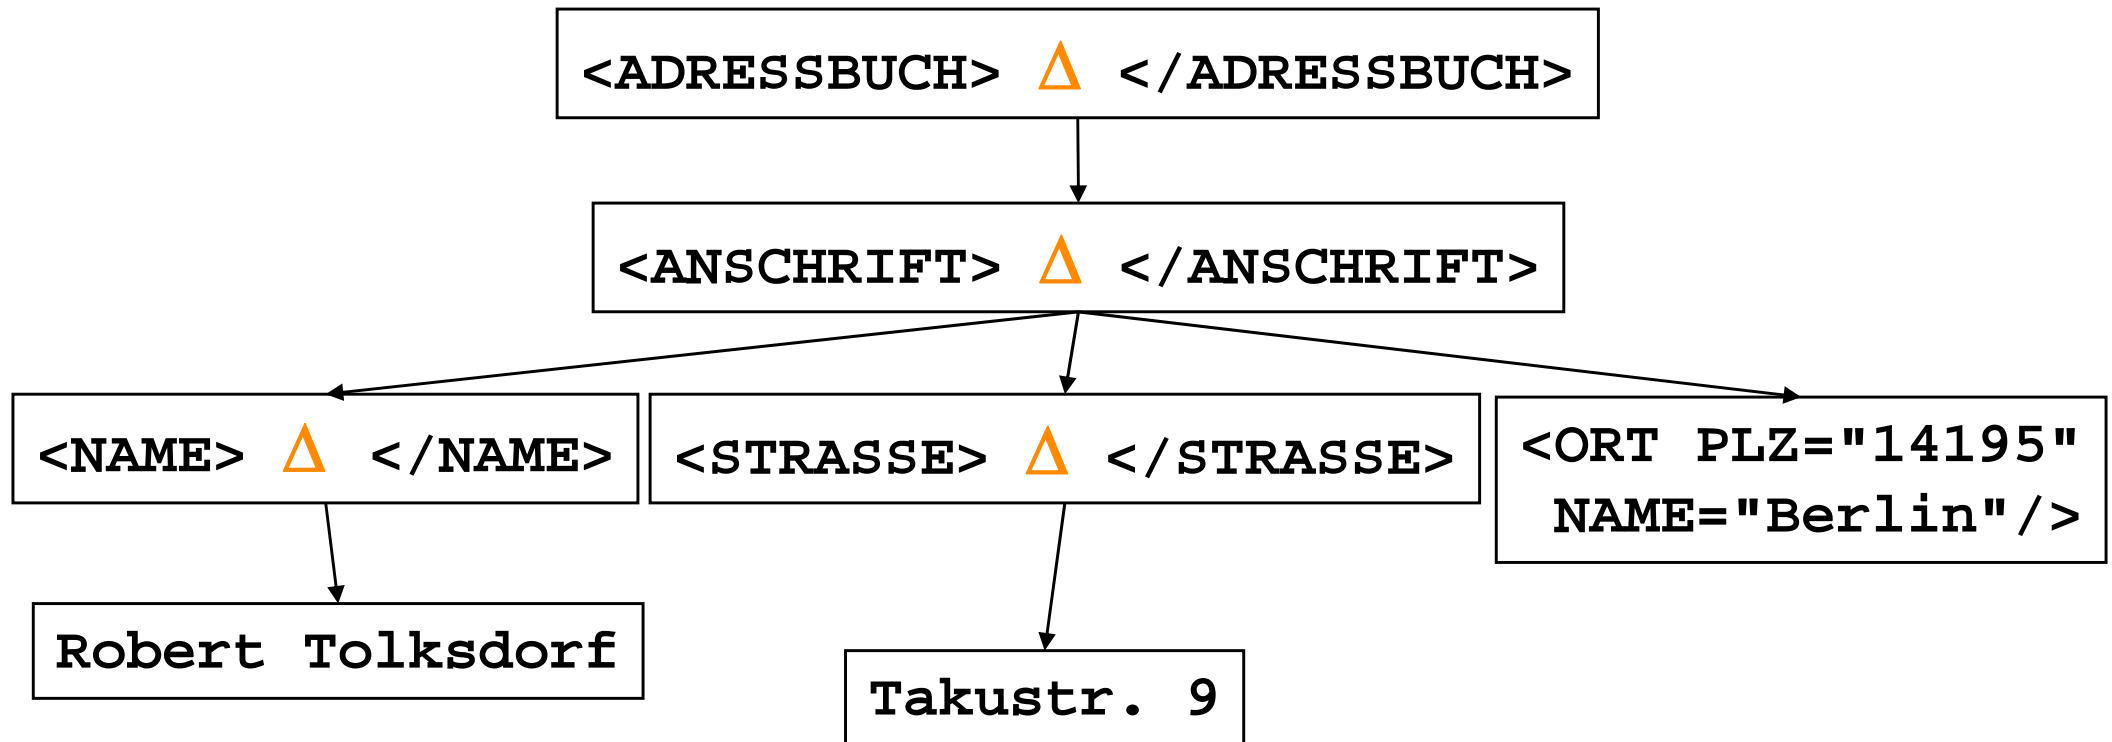 <ADRESSBUCH> Δ </ADRESSBUCH>
<ANSCHRIFT> Δ </ANSCHRIFT>
<NAME> Δ </NAME>
<STRASSE> Δ </STRASSE>
<ORT PLZ="14195"
NAME="Berlin"/>
Robert Tolksdorf
Takustr. 9